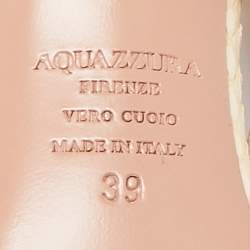 AQUAZZURA
FIRENZE
VERO CUOIO
MADE IN ITALY
39